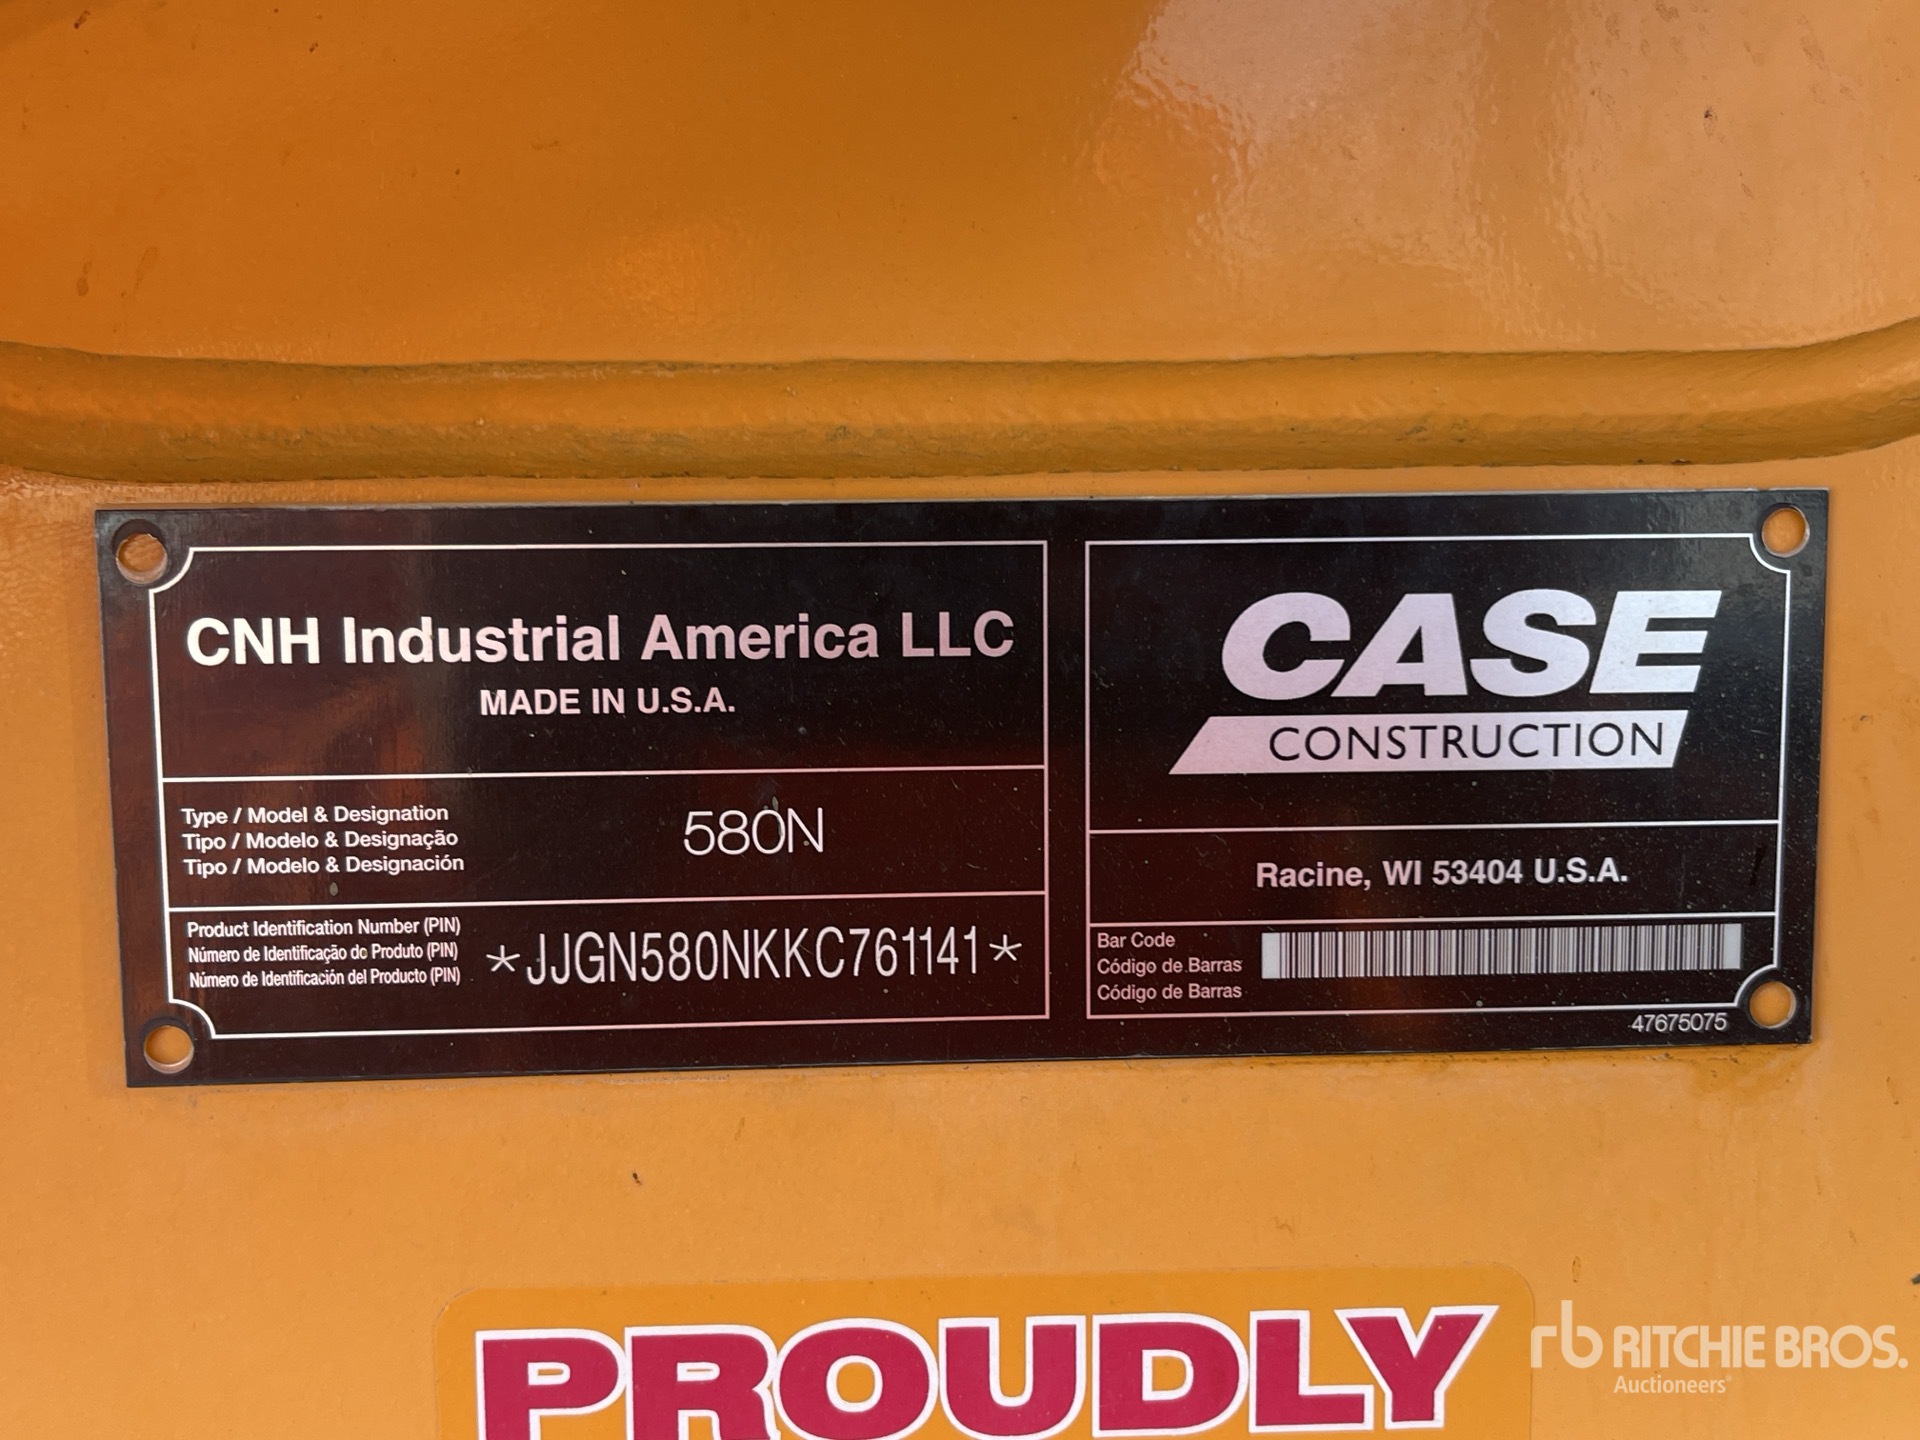 CNH Industrial America LLC
MADE IN U.S.A.
Type / Model & Designation
Tipo / Modelo & Designação
Tipo / Modelo & Designación
580N
Product Identification Number (PIN)
Número de Identificação do Produto (PIN)
Número de Identificación del Producto (PIN)
*JJGN580NKKC761141*
CASE
CONSTRUCTION
Racine, WI 53404 U.S.A.
Bar Code
Código de Barras
Código de Barras
47675075
PROUDLY
rb RITCHIE BROS.
Auctioneers